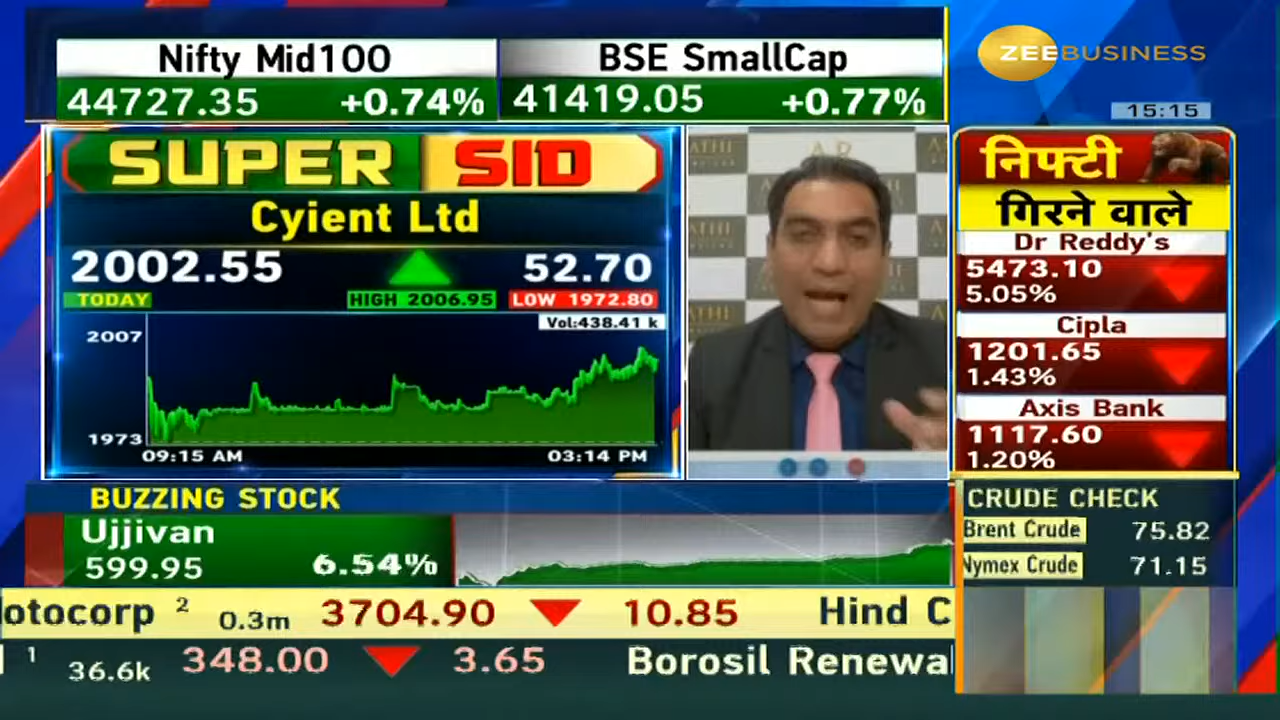 Nifty Mid100
44727.35 +0.74%
BSE SmallCap
41419.05 +0.77%
ZEEBUSINESS
15:15
SUPER SID
Cyient Ltd
2002.55 52.70
TODAY HIGH 2006.95 LOW 1972.80
Vol:438.41 k
2007
1973
09:15 AM 03:14 PM
निफ्टी
गिरने वाले
Dr Reddy's
5473.10
5.05%
Cipla
1201.65
1.43%
Axis Bank
1117.60
1.20%
BUZZING STOCK
Ujjivan
599.95 6.54%
CRUDE CHECK
Brent Crude 75.82
Nymex Crude 71.15
otocorp 2 0.3m 3704.90 10.85 Hind C
1 36.6k 348.00 3.65 Borosil Renewa